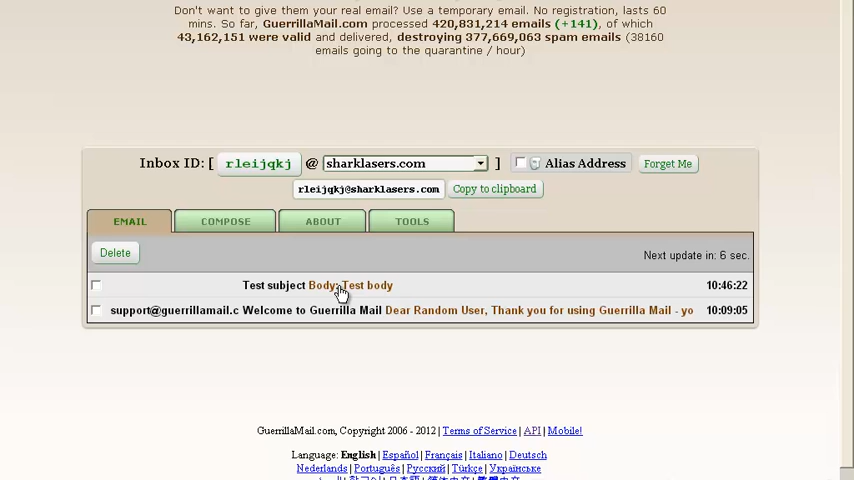 Don't want to give them your real email? Use a temporary email. No registration, lasts 60
mins. So far, GuerrillaMail.com processed 420,831,214 emails (+141), of which
43,162,151 were valid and delivered, destroying 377,669,063 spam emails (38160
emails going to the quarantine / hour)
Inbox ID: [ rleijqkj @ sharklasers.com ] Alias Address Forget Me
rleijqkj@sharklasers.com Copy to clipboard
EMAIL COMPOSE ABOUT TOOLS
Delete Next update in: 6 sec.
Test subject Body: Test body 10:46:22
support@guerrillamail.c Welcome to Guerrilla Mail Dear Random User, Thank you for using Guerrilla Mail - yo 10:09:05
GuerrillaMail.com, Copyright 2006 - 2012 | Terms of Service | API | Mobile!
Language: English | Español | Français | Italiano | Deutsch
Nederlands | Português | Русский | Türkçe | Українське